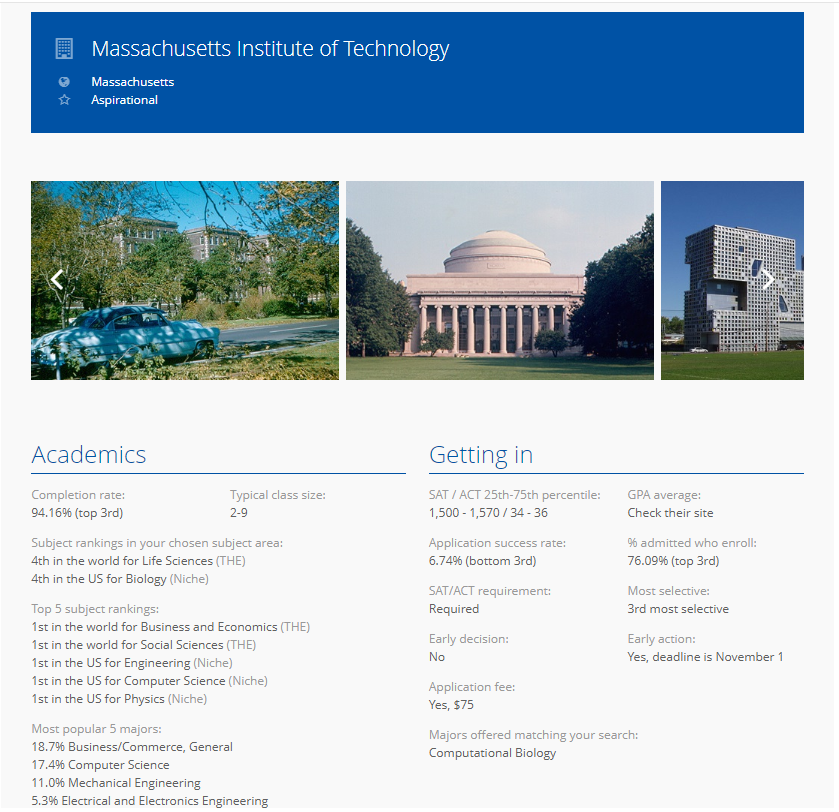 Massachusetts Institute of Technology
Massachusetts
Aspirational
Academics
Completion rate:
94.16% (top 3rd)
Typical class size:
2-9
Subject rankings in your chosen subject area:
4th in the world for Life Sciences (THE)
4th in the US for Biology (Niche)
Top 5 subject rankings:
1st in the world for Business and Economics (THE)
1st in the world for Social Sciences (THE)
1st in the US for Engineering (Niche)
1st in the US for Computer Science (Niche)
1st in the US for Physics (Niche)
Most popular 5 majors:
18.7% Business/Commerce, General
17.4% Computer Science
11.0% Mechanical Engineering
5.3% Electrical and Electronics Engineering
Getting in
SAT / ACT 25th-75th percentile:
1,500 - 1,570 / 34 - 36
GPA average:
Check their site
Application success rate:
6.74% (bottom 3rd)
% admitted who enroll:
76.09% (top 3rd)
SAT/ACT requirement:
Required
Most selective:
3rd most selective
Early decision:
No
Early action:
Yes, deadline is November 1
Application fee:
Yes, $75
Majors offered matching your search:
Computational Biology